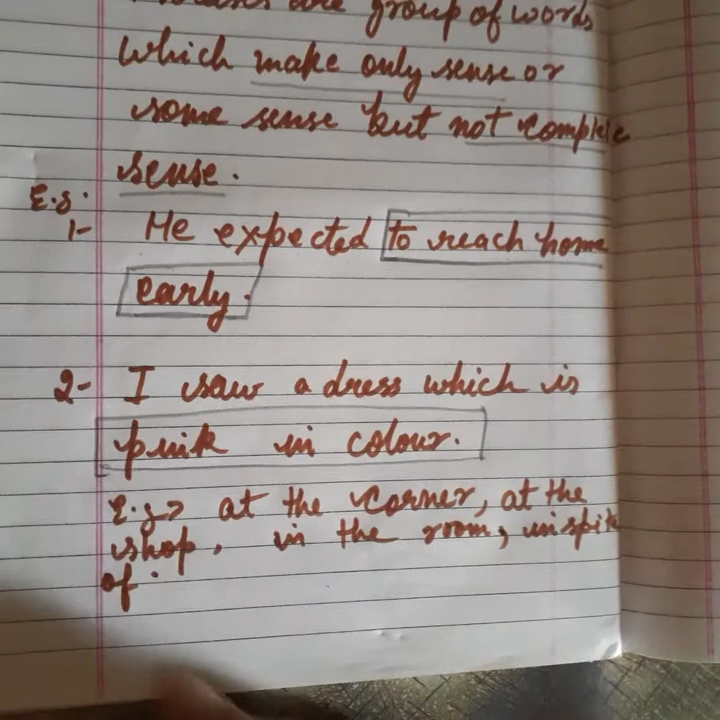 are group of words
which make only sense or
some sense but not complete
sense.
E.g.
1- He expected to reach home
early.
2- I saw a dress which is
pink in colour.
E.g → at the corner, at the
shop, in the room, inspite
of.